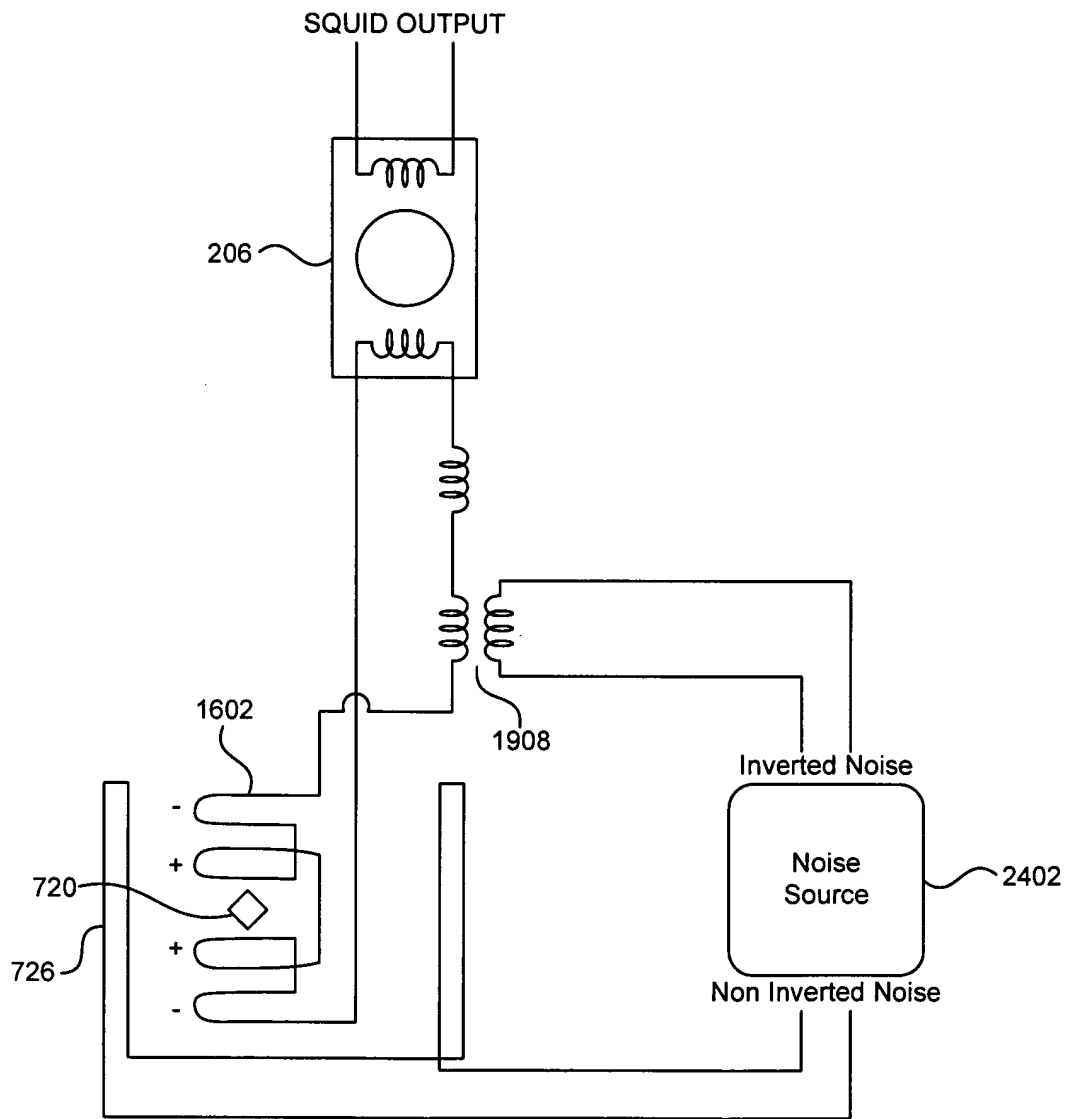 SQUID OUTPUT
206
1908
1602
Inverted Noise
-
+
Noise
Source
2402
720
+
726
-
Non Inverted Noise